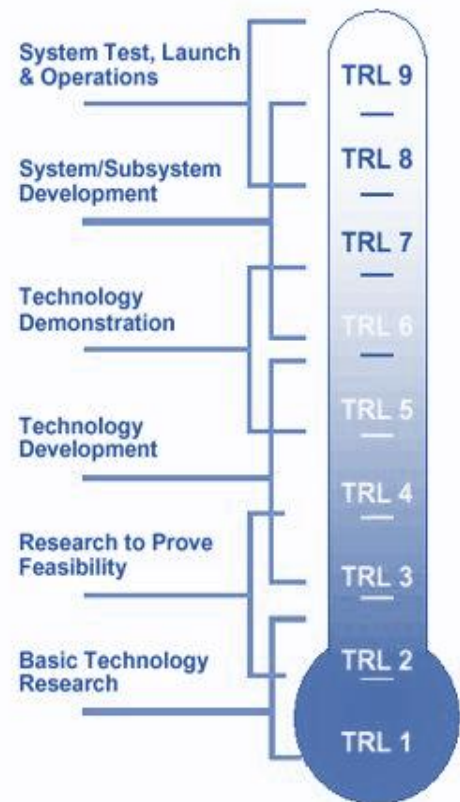 System Test, Launch
& Operations
System/Subsystem
Development
Technology
Demonstration
Technology
Development
Research to Prove
Feasibility
Basic Technology
Research
TRL 9
TRL 8
TRL 7
TRL 6
TRL 5
TRL 4
TRL 3
TRL 2
TRL 1